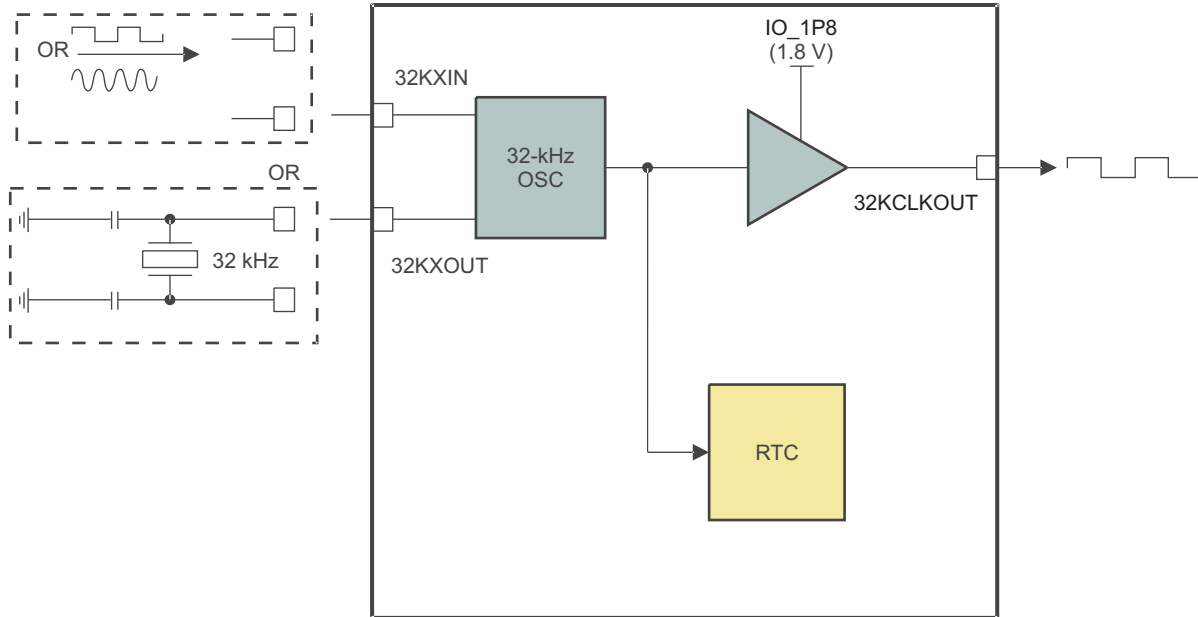 OR
IO_1P8
(1.8 V)
32KXIN
32-kHz
OSC
OR
32KCLKOUT
32 kHz
32KXOUT
RTC